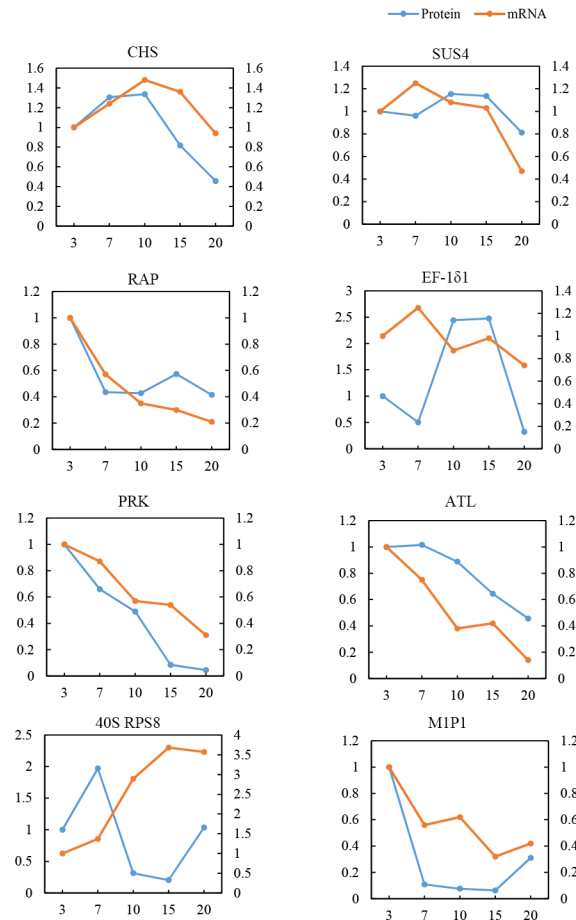 Protein mRNA
CHS SUS4
1.6 1.6 1.4 1.4
1.4 1.4 1.2 1.2
1.2 1.2 1 1
1 1 0.8 0.8
0.8 0.8 0.6 0.6
0.6 0.6 0.4 0.4
0.4 0.4 0.2 0.2
0.2 0.2 0 0
0 0
3 7 10 15 20 3 7 10 15 20
RAP EF-1δ1
1.2 1.2 3 1.4
1 1 2.5 1.2
0.8 0.8 2 1
0.6 0.6 1.5 0.8
0.4 0.4 1 0.6
0.2 0.2 0.5 0.4
0 0 0 0.2
0
3 7 10 15 20 3 7 10 15 20
PRK ATL
1.2 1.2 1.2 1.2
1 1 1 1
0.8 0.8 0.8 0.8
0.6 0.6 0.6 0.6
0.4 0.4 0.4 0.4
0.2 0.2 0.2 0.2
0 0 0 0
3 7 10 15 20 3 7 10 15 20
40S RPS8 M1P1
2.5 4 1.2 1.2
2 3.5 1 1
1.5 3 0.8 0.8
1 2.5 0.6 0.6
0.5 2 0.4 0.4
0 1.5 0.2 0.2
1 0 0
0.5
0
3 7 10 15 20 3 7 10 15 20